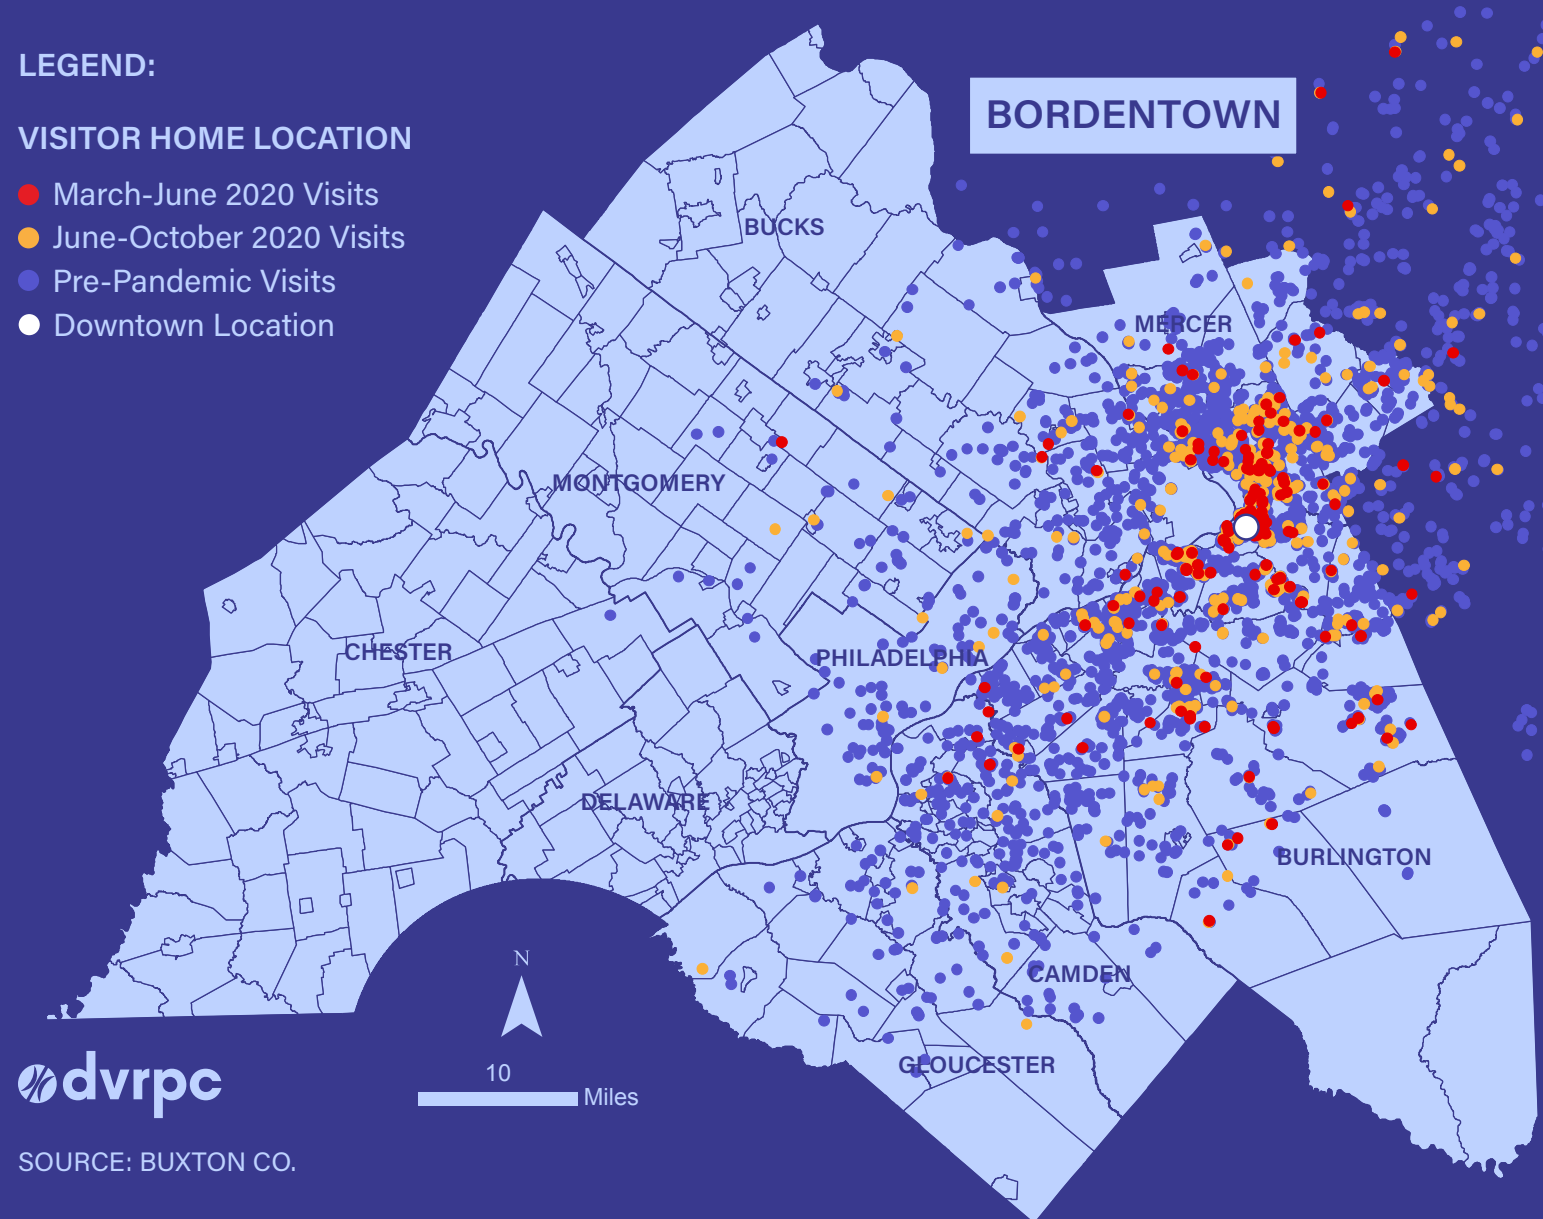 LEGEND:
VISITOR HOME LOCATION
March-June 2020 Visits
June-October 2020 Visits
Pre-Pandemic Visits
Downtown Location
BORDENTOWN
BUCKS
MERCER
MONTGOMERY
CHESTER
PHILADELPHIA
DELAWARE
BURLINGTON
CAMDEN
GLOUCESTER
N
10
Miles
dvrpc
SOURCE: BUXTON CO.